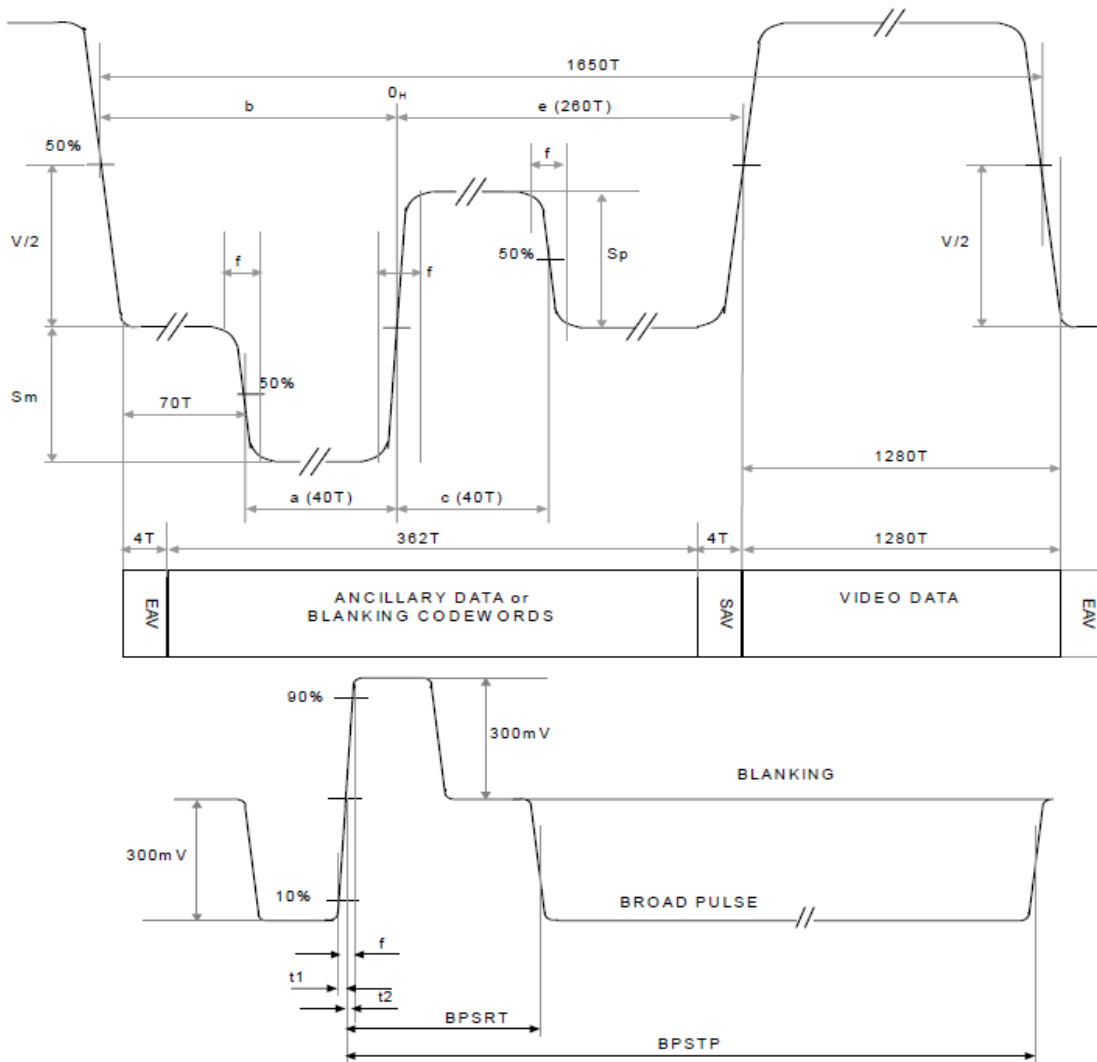 1650T
0H
b
e (260T)
50%
f
V/2
f
f
50%
Sp
V/2
50%
Sm
70T
1280T
a (40T)
c (40T)
4T
362T
4T
1280T
EAV
ANCILLARY DATA or
BLANKING CODEWORDS
SAV
VIDEO DATA
EAV
90%
300mV
BLANKING
300mV
10%
BROAD PULSE
f
t1
t2
BPSRT
BPSTP